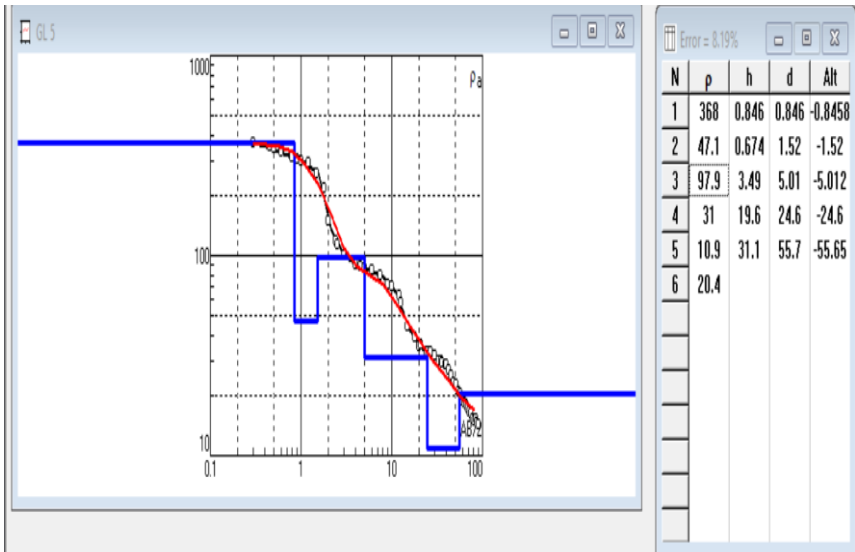 GL 5
1000
ρa
100
10
AB/2
0.1 1 10 100
Error = 8.19%
N ρ h d Alt
1 368 0.846 0.846 -0.8458
2 47.1 0.674 1.52 -1.52
3 97.9 3.49 5.01 -5.012
4 31 19.6 24.6 -24.6
5 10.9 31.1 55.7 -55.65
6 20.4